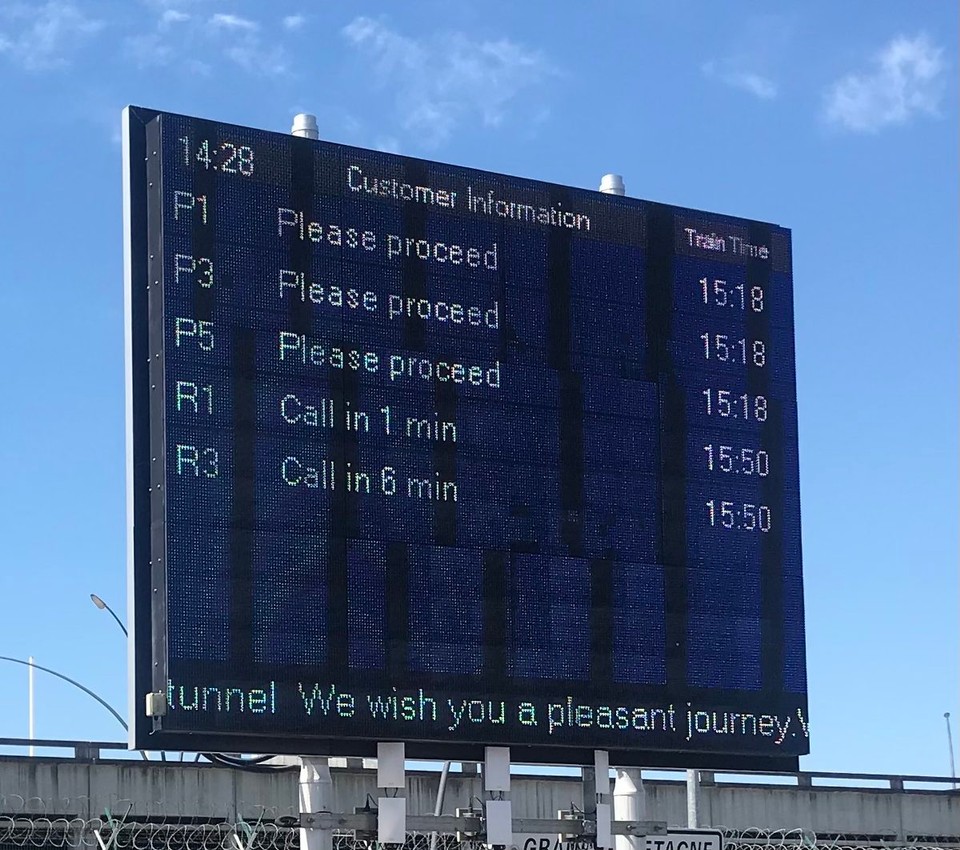 14:28 Customer Information Train Time
P1 Please proceed 15:18
P3 Please proceed 15:18
P5 Please proceed 15:18
R1 Call in 1 min 15:50
R3 Call in 6 min 15:50
tunnel We wish you a pleasant journey.